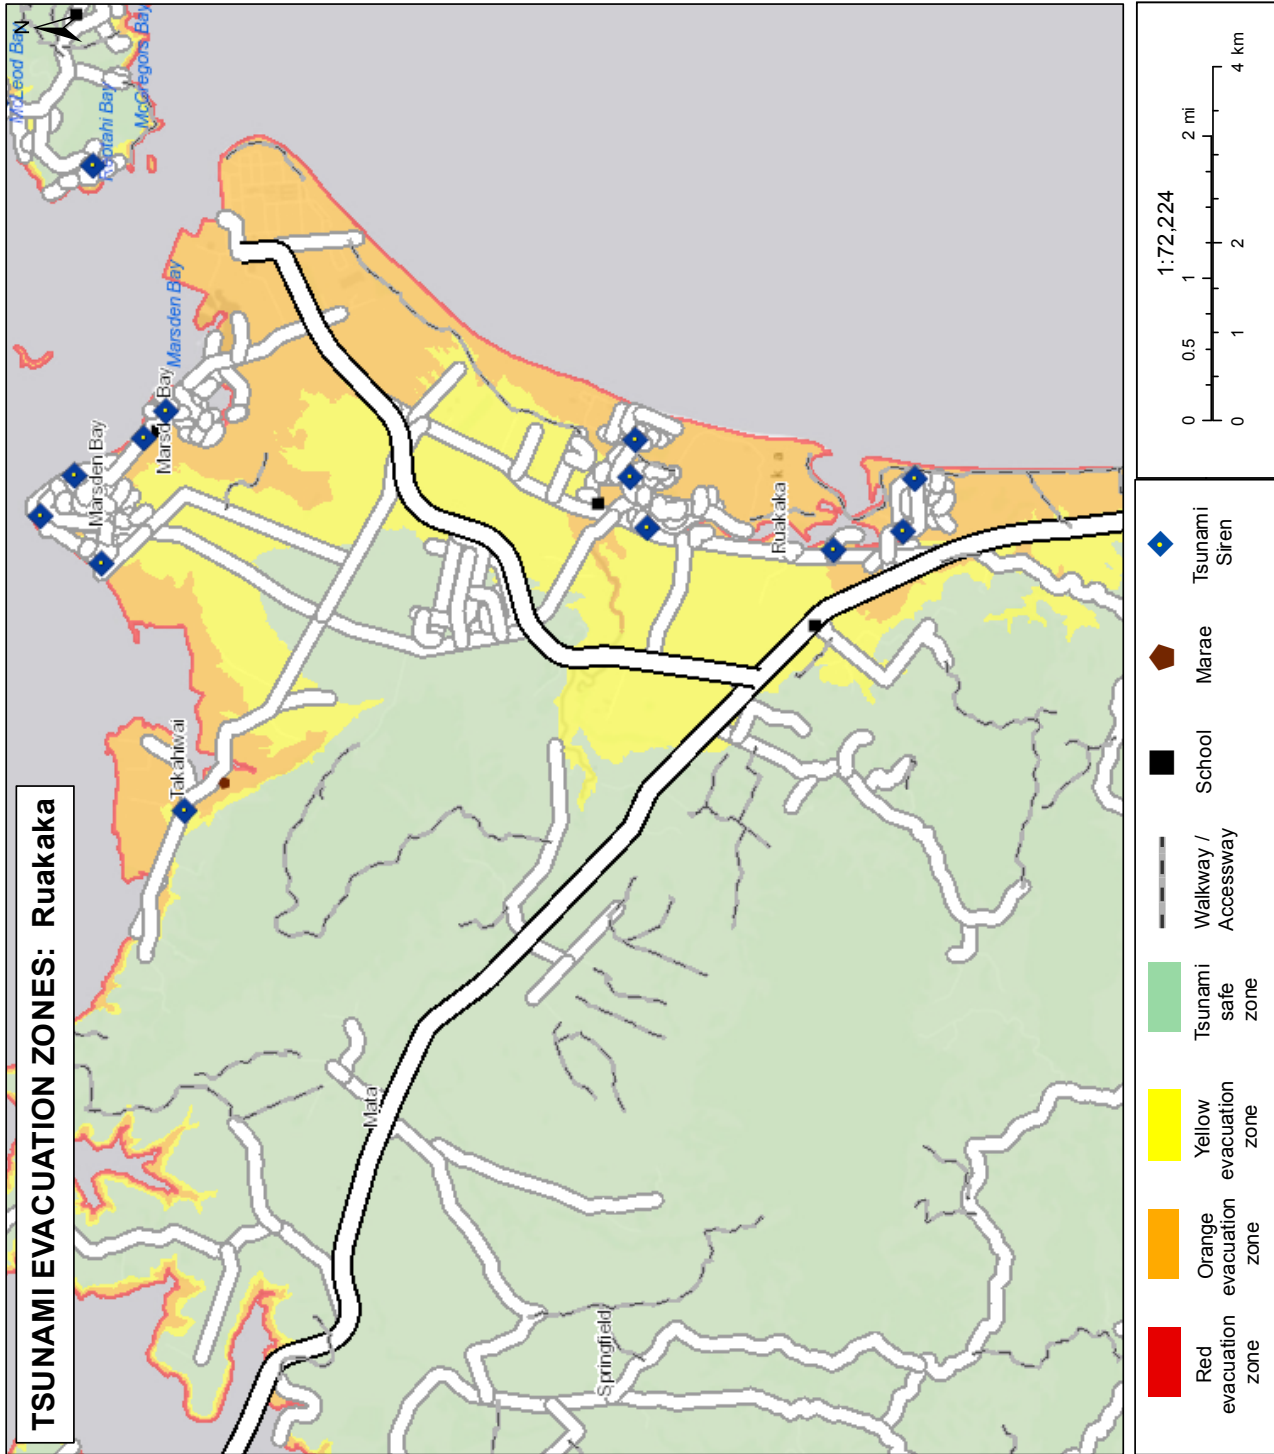 TSUNAMI EVACUATION ZONES: Ruakaka
N
McLeod Bay
Reotahi Bay
McGregors Bay
Marsden Bay
Marsden Bay
Marsden Bay
Takahiwai
Ruakaka
Mata
Springfield
Red
evacuation
zone
Orange
evacuation
zone
Yellow
evacuation
zone
Tsunami
safe
zone
Walkway /
Accessway
School
Marae
Tsunami
Siren
1:72,224
0 0.5 1 2 mi
0 1 2 4 km